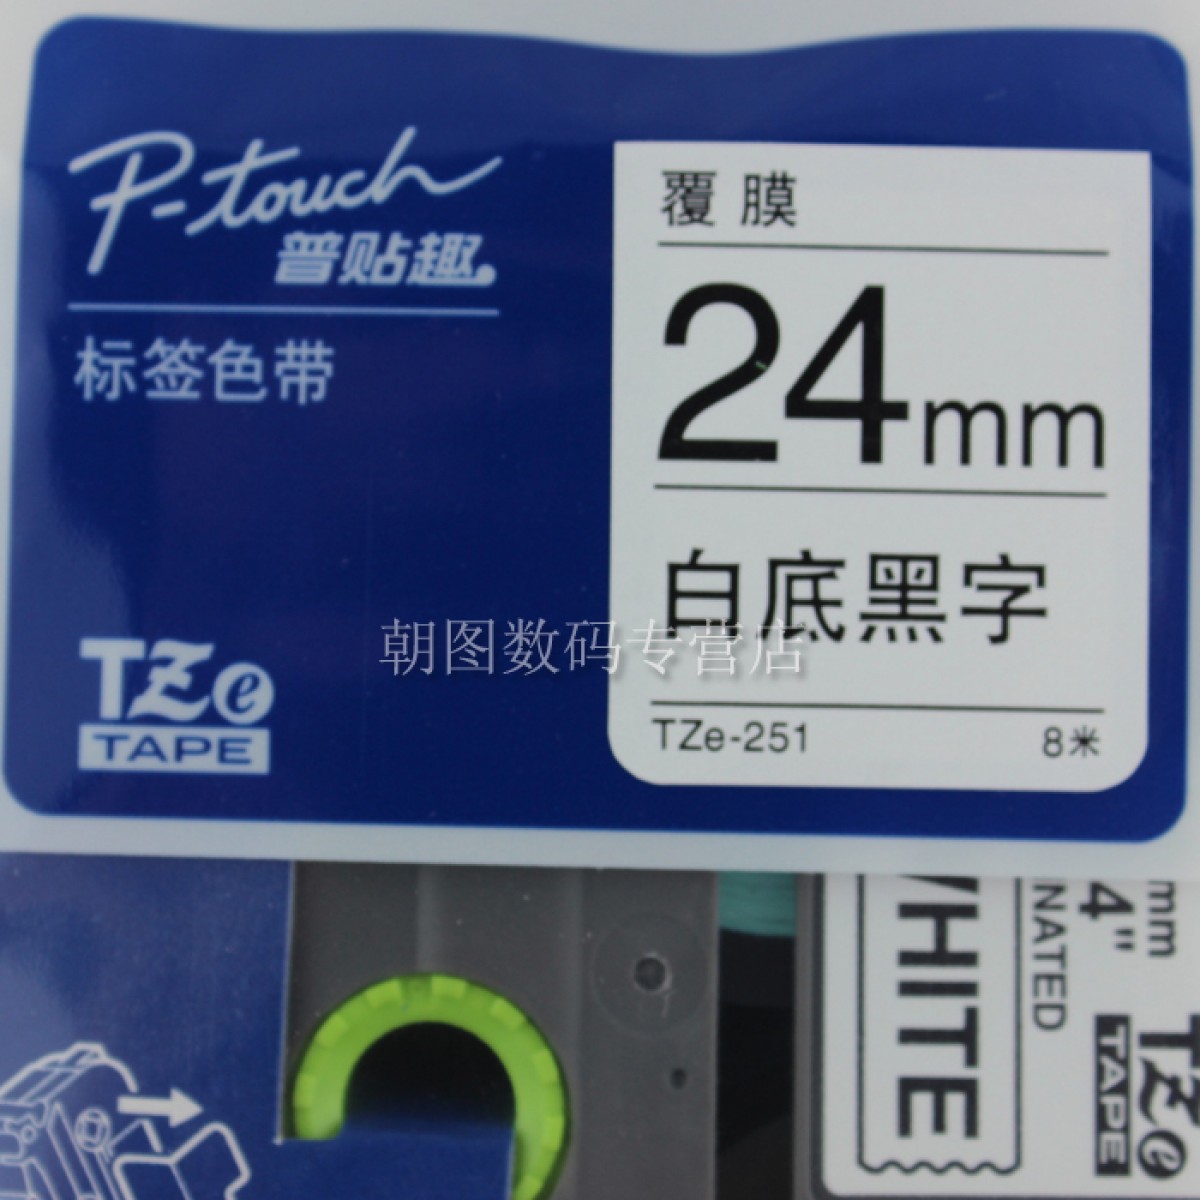 P-touch
普贴趣
标签色带
TZe
TAPE
覆膜
24mm
白底黑字
TZe-251
8米
朝图数码专营店
WHITE
NATED
mm
4"
TZe
TAPE